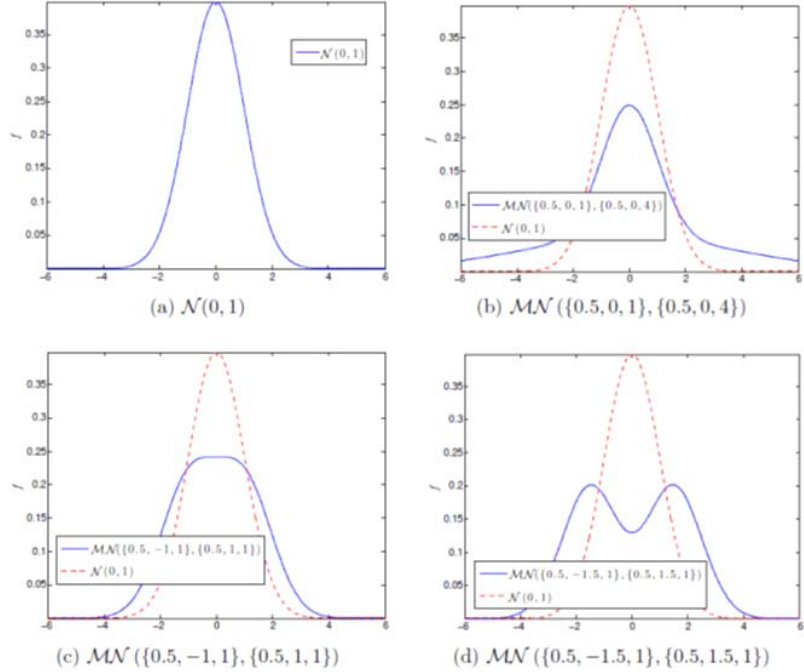 0.35
0.3
0.25
0.2
0.15
0.1
0.05
f
−6 −4 −2 0 2 4 6
𝒩(0, 1)
(a) 𝒩(0, 1)
0.35
0.3
0.25
0.2
0.15
0.1
0.05
f
−6 −4 −2 0 2 4 6
ℳ𝒩({0.5, 0, 1}, {0.5, 0, 4})
𝒩(0, 1)
(b) ℳ𝒩 ({0.5, 0, 1}, {0.5, 0, 4})
0.35
0.3
0.25
0.2
0.15
0.1
0.05
f
−6 −4 −2 0 2 4 6
ℳ𝒩({0.5, −1, 1}, {0.5, 1, 1})
𝒩(0, 1)
(c) ℳ𝒩 ({0.5, −1, 1}, {0.5, 1, 1})
0.35
0.3
0.25
0.2
0.15
0.1
0.05
f
−6 −4 −2 0 2 4 6
ℳ𝒩({0.5, −1.5, 1}, {0.5, 1.5, 1})
𝒩(0, 1)
(d) ℳ𝒩 ({0.5, −1.5, 1}, {0.5, 1.5, 1})